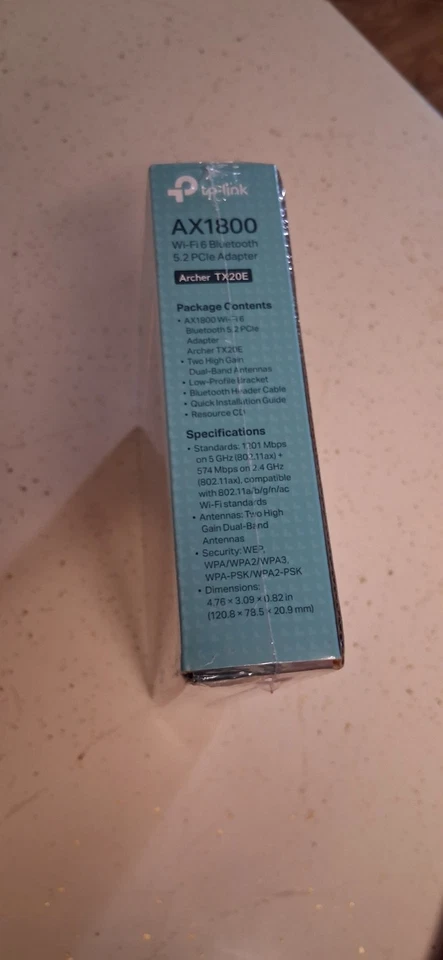 tp-link
AX1800
Wi-Fi 6 Bluetooth
5.2 PCIe Adapter
Archer TX20E
Package Contents
• AX1800 Wi-Fi 6
Bluetooth 5.2 PCIe
Adapter
Archer TX20E
• Two High Gain
Dual-Band Antennas
• Low-Profile Bracket
• Bluetooth Header Cable
• Quick Installation Guide
• Resource CD
Specifications
• Standards: 1201 Mbps
on 5 GHz (802.11ax) +
574 Mbps on 2.4 GHz
(802.11ax), compatible
with 802.11a/b/g/n/ac
Wi-Fi standards
• Antennas: Two High
Gain Dual-Band
Antennas
• Security: WEP,
WPA/WPA2/WPA3,
WPA-PSK/WPA2-PSK
• Dimensions:
4.76 × 3.09 × 0.82 in
(120.8 × 78.5 × 20.9 mm)